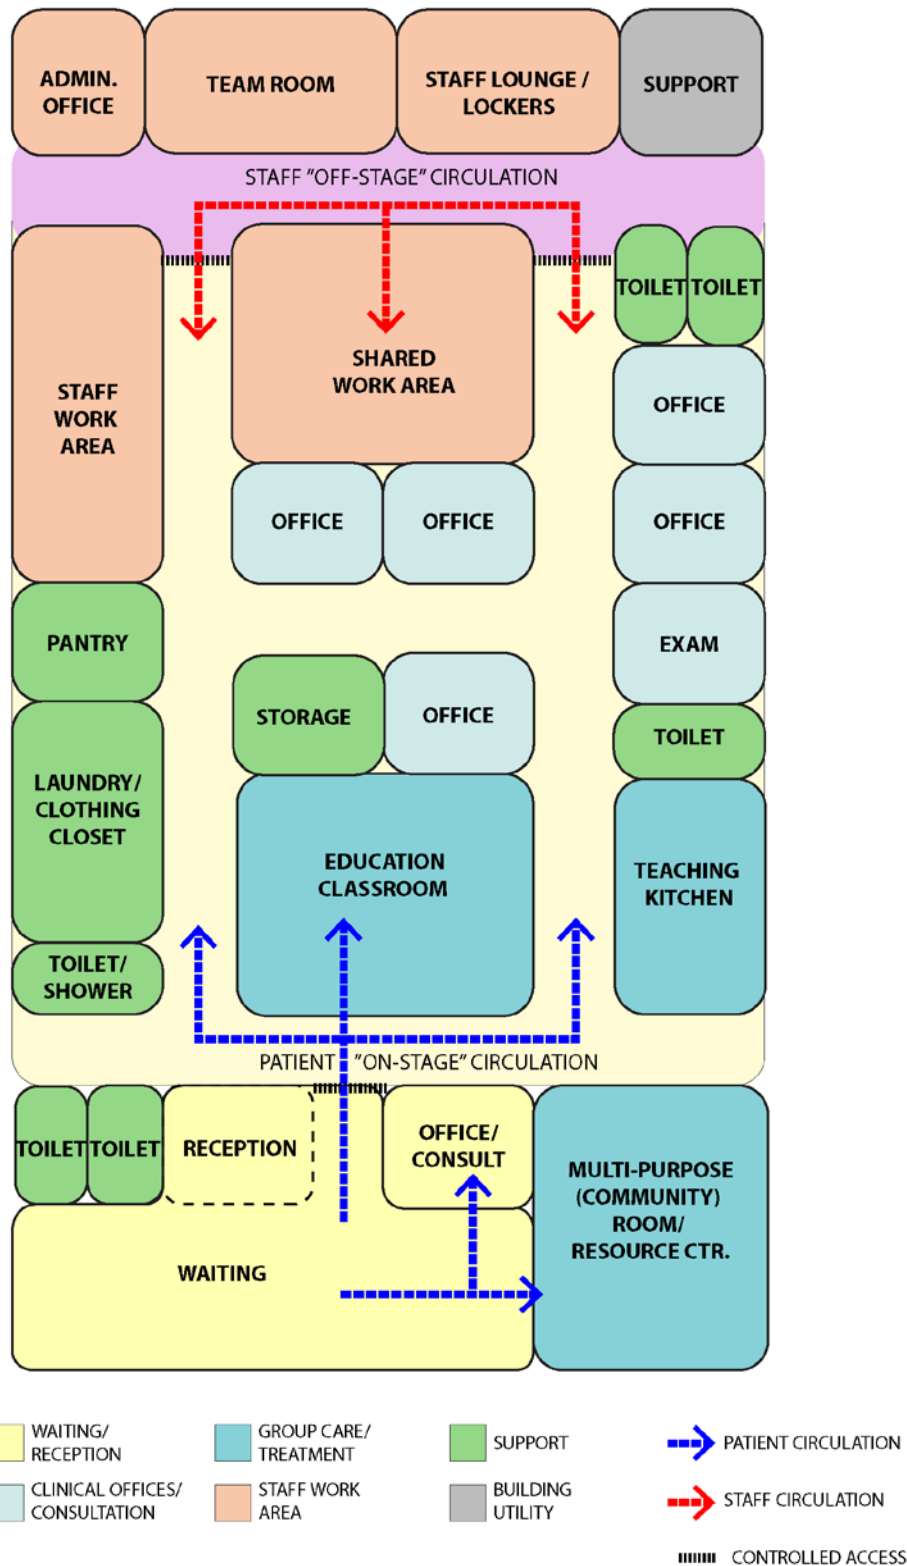 ADMIN.
OFFICE
TEAM ROOM
STAFF LOUNGE /
LOCKERS
SUPPORT
STAFF "OFF-STAGE" CIRCULATION
TOILET
TOILET
SHARED
WORK AREA
STAFF
WORK
AREA
OFFICE
OFFICE
OFFICE
OFFICE
PANTRY
EXAM
STORAGE
OFFICE
TOILET
LAUNDRY/
CLOTHING
CLOSET
EDUCATION
CLASSROOM
TEACHING
KITCHEN
TOILET/
SHOWER
PATIENT "ON-STAGE" CIRCULATION
TOILET
TOILET
RECEPTION
OFFICE/
CONSULT
MULTI-PURPOSE
(COMMUNITY)
ROOM/
RESOURCE CTR.
WAITING
WAITING/
RECEPTION
GROUP CARE/
TREATMENT
SUPPORT
PATIENT CIRCULATION
CLINICAL OFFICES/
CONSULTATION
STAFF WORK
AREA
BUILDING
UTILITY
STAFF CIRCULATION
CONTROLLED ACCESS